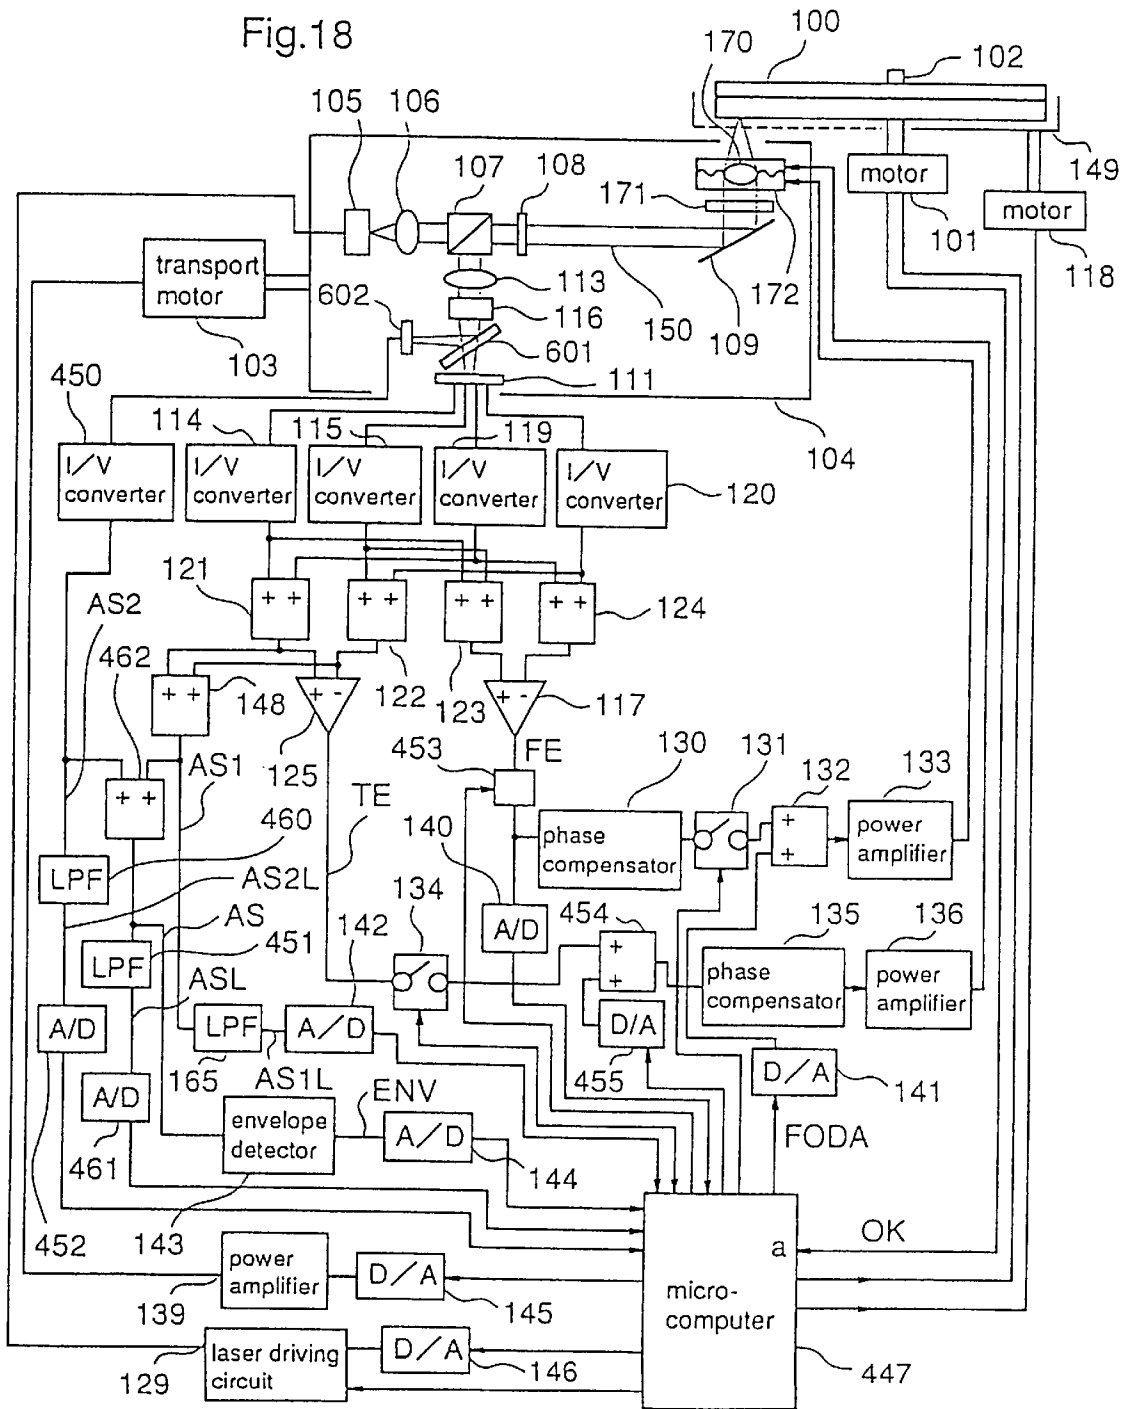 Fig.18
170
100
102
105
106
107
108
149
motor
101
motor
118
171
172
109
150
transport
motor
103
602
113
116
601
111
104
450
114
115
119
I/V
converter
I/V
converter
I/V
converter
I/V
converter
I/V
converter
120
121
+ +
+ +
+ +
+ +
124
AS2
462
+ +
148
+ -
122
123
+ -
117
125
FE
453
130
131
132
133
AS1
+ +
TE
460
phase
compensator
+
+
power
amplifier
LPF
AS2L
140
134
AS
142
A/D
454
135
136
451
LPF
+
+
phase
compensator
power
amplifier
ASL
A/D
LPF
A/D
D/A
165
AS1L
455
D/A
141
A/D
ENV
FODA
461
envelope
detector
A/D
144
452
143
OK
a
power
amplifier
D/A
micro-
computer
139
145
laser driving
circuit
D/A
146
129
447